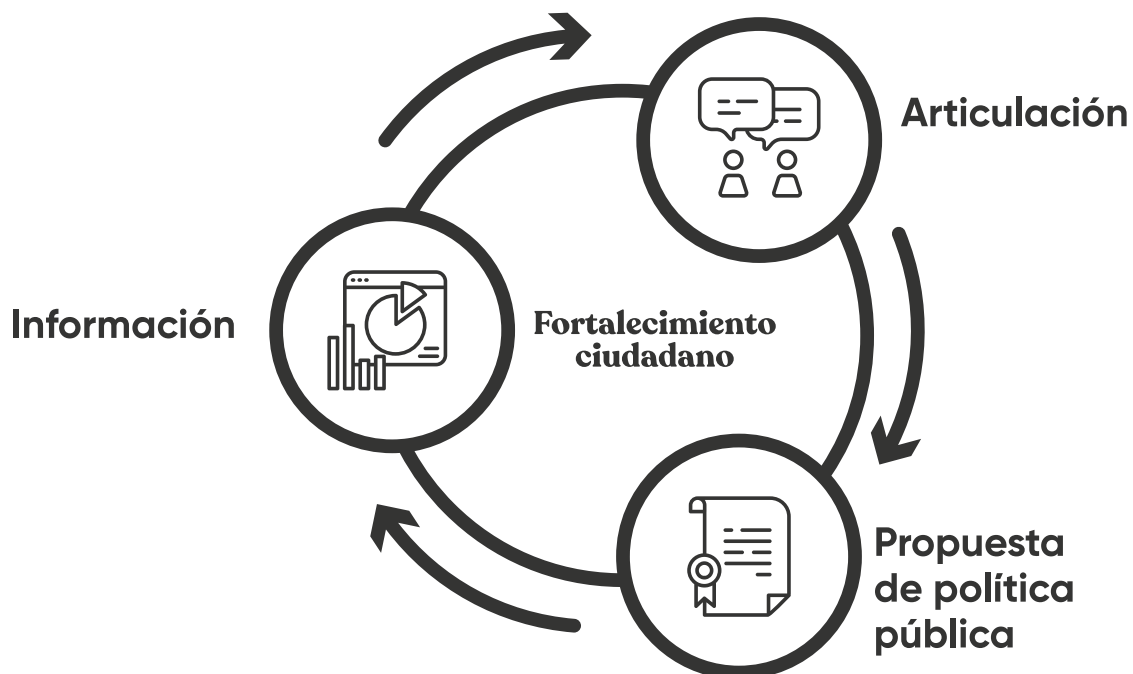 Articulación
Información
Fortalecimiento
ciudadano
Propuesta
de política
pública